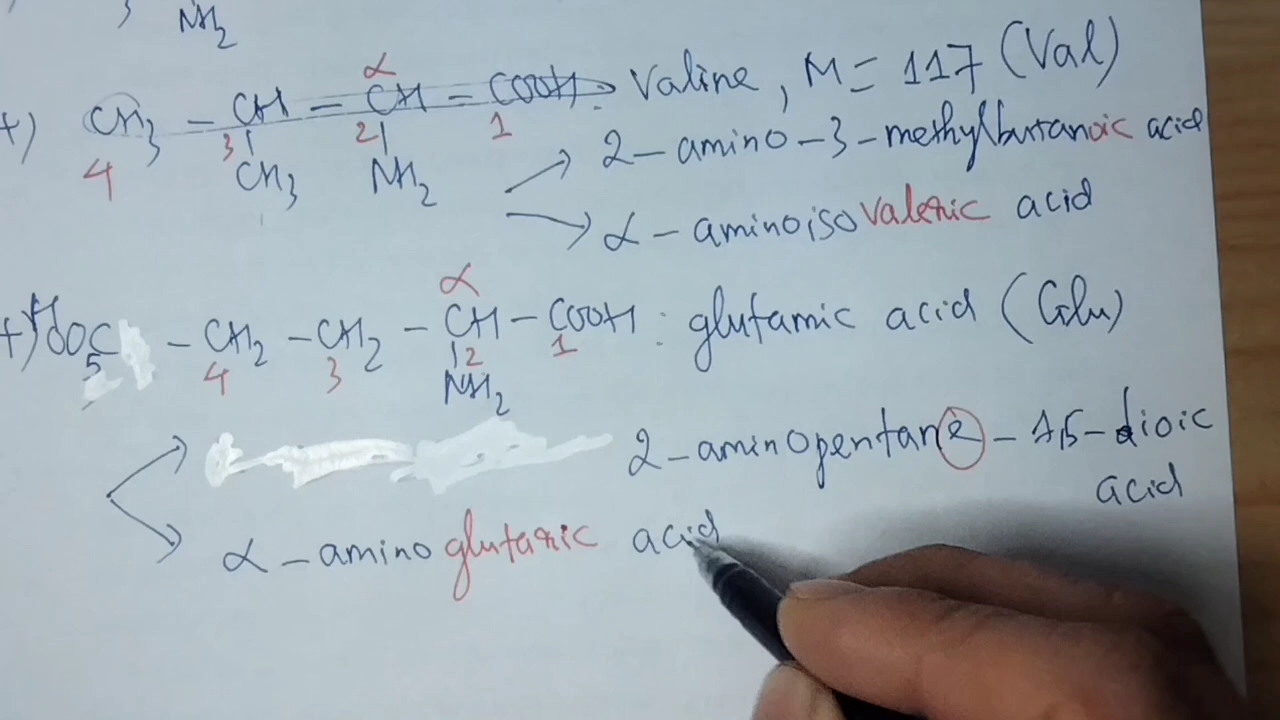 NH2
α
+) CH3 – CH – CH – COOH : Valine, M = 117 (Val)
4 3 2 1
CH3 NH2
2 – amino – 3 – methylbutanoic acid
α – aminoisovaleric acid
α
+) HOOC – CH2 – CH2 – CH – COOH : glutamic acid (Glu)
5 4 3 2 1
NH2
2 – aminopentane – 1,5 – dioic
acid
α – amino glutaric acid